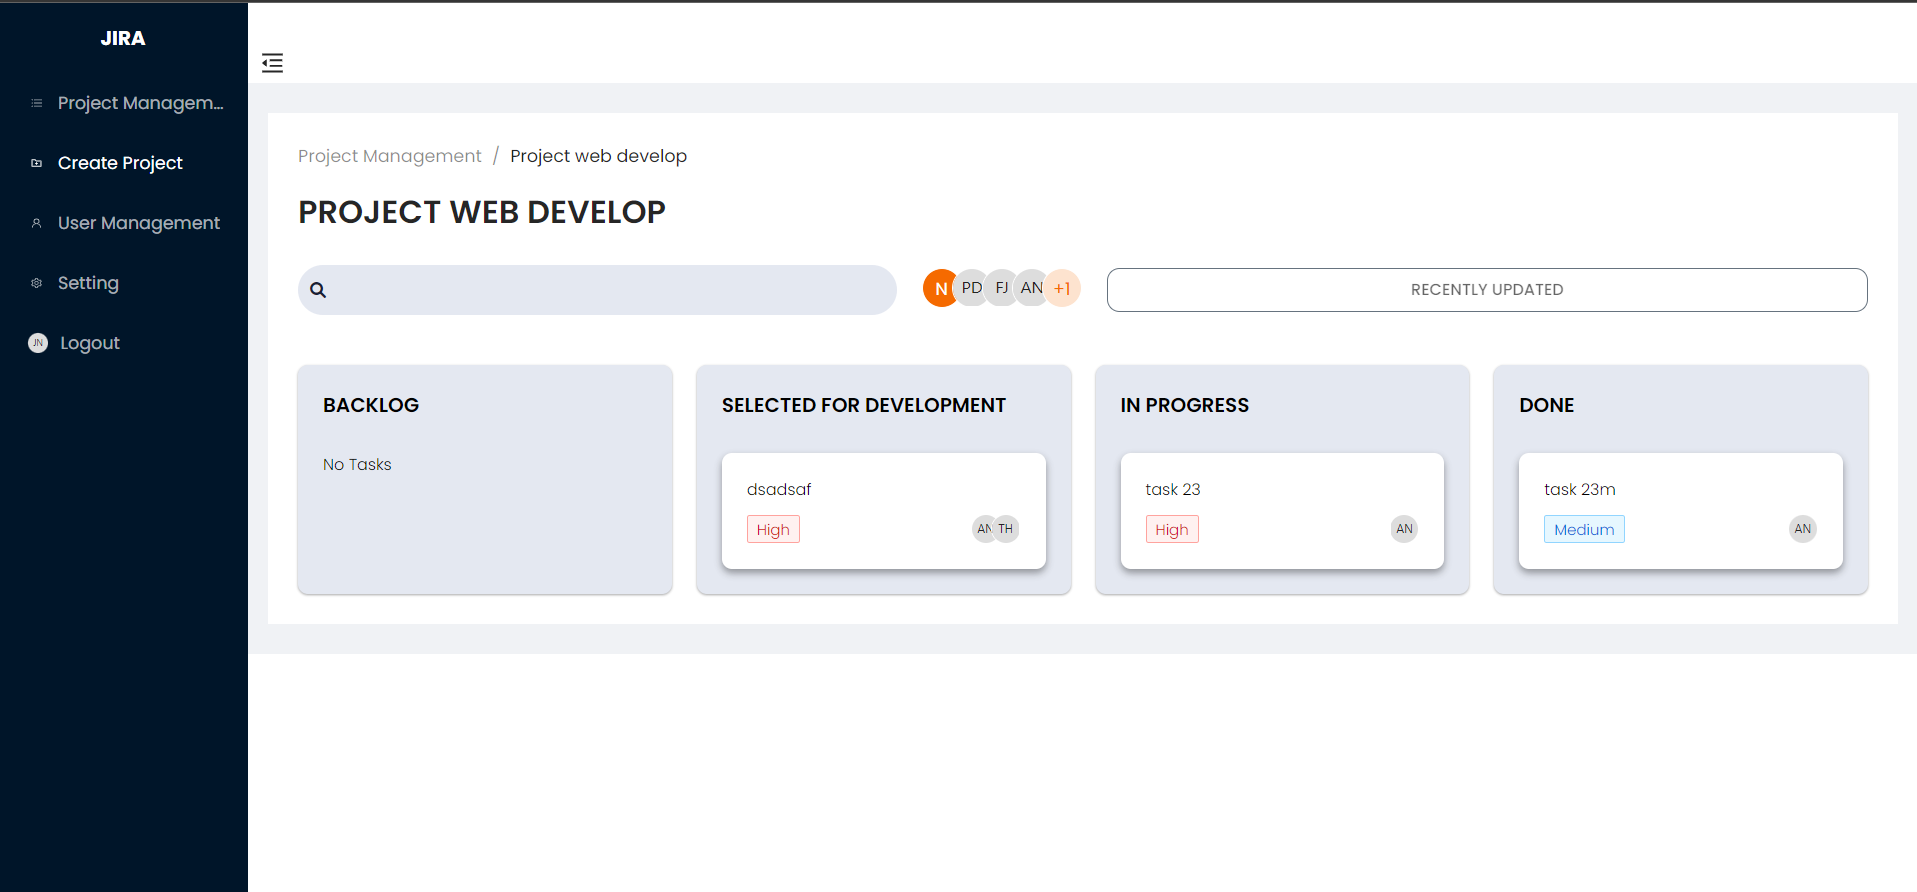 JIRA
Project Managem...
Create Project
User Management
Setting
JN Logout
Project Management / Project web develop
PROJECT WEB DEVELOP
N PD FJ AN +1
RECENTLY UPDATED
BACKLOG
No Tasks
SELECTED FOR DEVELOPMENT
dsadsaf
High
AN TH
IN PROGRESS
task 23
High
AN
DONE
task 23m
Medium
AN